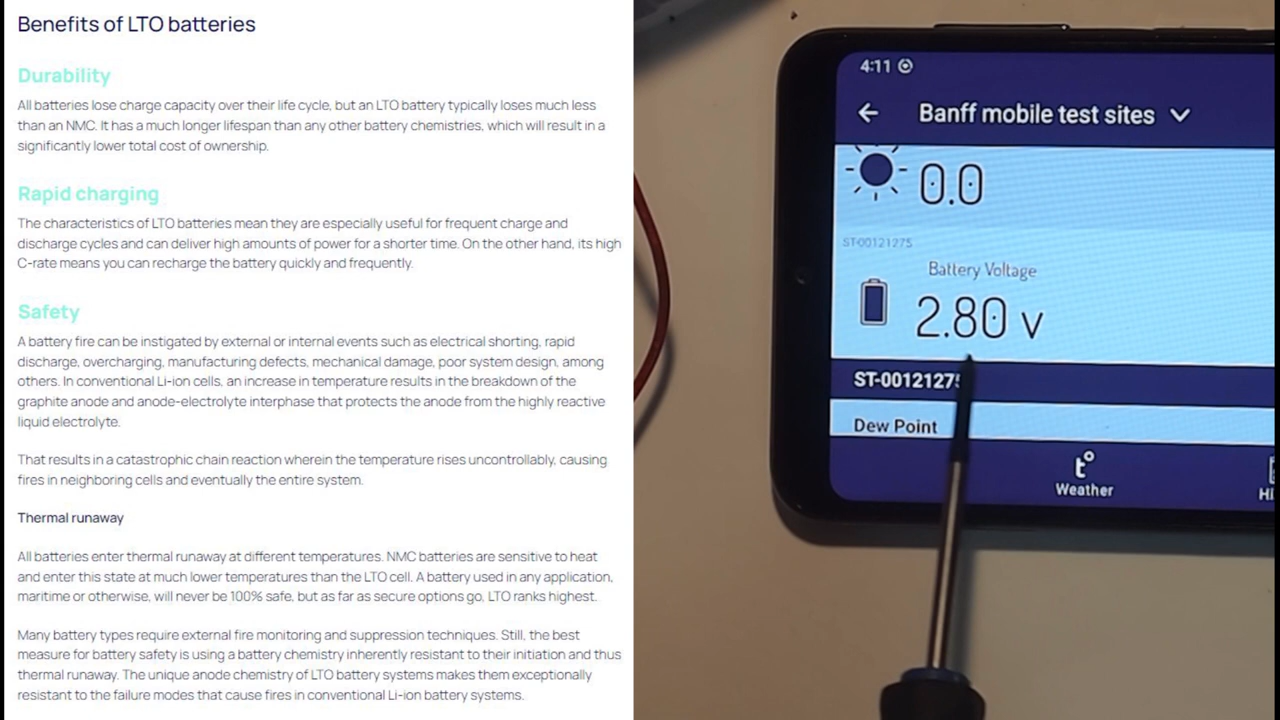 Benefits of LTO batteries
Durability
All batteries lose charge capacity over their life cycle, but an LTO battery typically loses much less
than an NMC. It has a much longer lifespan than any other battery chemistries, which will result in a
significantly lower total cost of ownership.
Rapid charging
The characteristics of LTO batteries mean they are especially useful for frequent charge and
discharge cycles and can deliver high amounts of power for a shorter time. On the other hand, its high
C-rate means you can recharge the battery quickly and frequently.
Safety
A battery fire can be instigated by external or internal events such as electrical shorting, rapid
discharge, overcharging, manufacturing defects, mechanical damage, poor system design, among
others. In conventional Li-ion cells, an increase in temperature results in the breakdown of the
graphite anode and anode-electrolyte interphase that protects the anode from the highly reactive
liquid electrolyte.
That results in a catastrophic chain reaction wherein the temperature rises uncontrollably, causing
fires in neighboring cells and eventually the entire system.
Thermal runaway
All batteries enter thermal runaway at different temperatures. NMC batteries are sensitive to heat
and enter this state at much lower temperatures than the LTO cell. A battery used in any application,
maritime or otherwise, will never be 100% safe, but as far as secure options go, LTO ranks highest.
Many battery types require external fire monitoring and suppression techniques. Still, the best
measure for battery safety is using a battery chemistry inherently resistant to their initiation and thus
thermal runaway. The unique anode chemistry of LTO battery systems makes them exceptionally
resistant to the failure modes that cause fires in conventional Li-ion battery systems.
4:11
Banff mobile test sites
0.0
ST-00121275
Battery Voltage
2.80 v
ST-00121275
Dew Point
t°
Weather
Hi